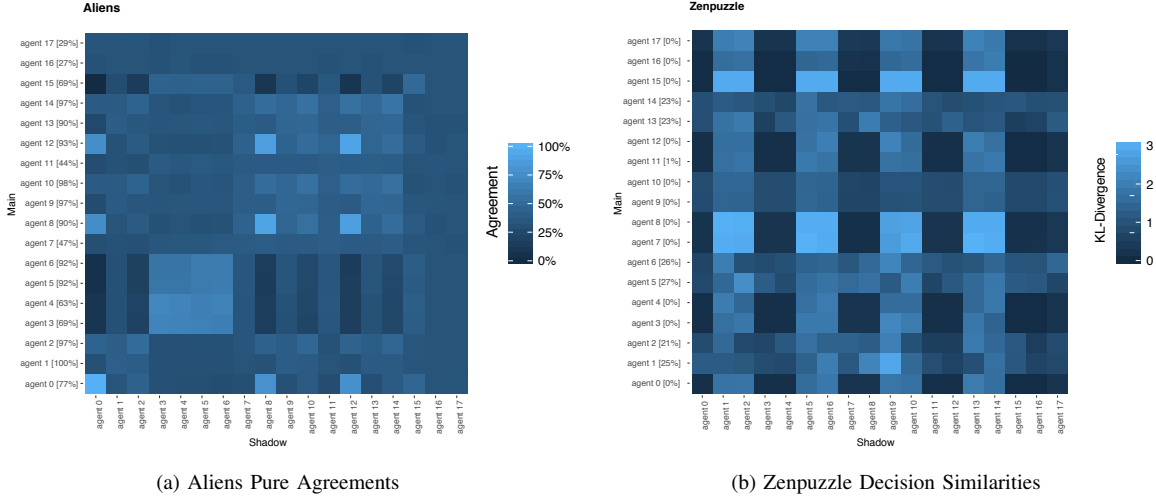 Aliens
agent 17 [29%]
agent 16 [27%]
agent 15 [69%]
agent 14 [97%]
agent 13 [90%]
agent 12 [93%]
agent 11 [44%]
agent 10 [98%]
agent 9 [97%]
agent 8 [90%]
agent 7 [47%]
agent 6 [92%]
agent 5 [92%]
agent 4 [63%]
agent 3 [69%]
agent 2 [97%]
agent 1 [100%]
agent 0 [77%]
Main
agent 0
agent 1
agent 2
agent 3
agent 4
agent 5
agent 6
agent 7
agent 8
agent 9
agent 10
agent 11
agent 12
agent 13
agent 14
agent 15
agent 16
agent 17
Shadow
Agreement
100%
75%
50%
25%
0%
(a) Aliens Pure Agreements
Zenpuzzle
agent 17 [0%]
agent 16 [0%]
agent 15 [0%]
agent 14 [23%]
agent 13 [23%]
agent 12 [0%]
agent 11 [1%]
agent 10 [0%]
agent 9 [0%]
agent 8 [0%]
agent 7 [0%]
agent 6 [26%]
agent 5 [27%]
agent 4 [0%]
agent 3 [0%]
agent 2 [21%]
agent 1 [25%]
agent 0 [0%]
Main
agent 0
agent 1
agent 2
agent 3
agent 4
agent 5
agent 6
agent 7
agent 8
agent 9
agent 10
agent 11
agent 12
agent 13
agent 14
agent 15
agent 16
agent 17
Shadow
KL-Divergence
3
2
1
0
(b) Zenpuzzle Decision Similarities